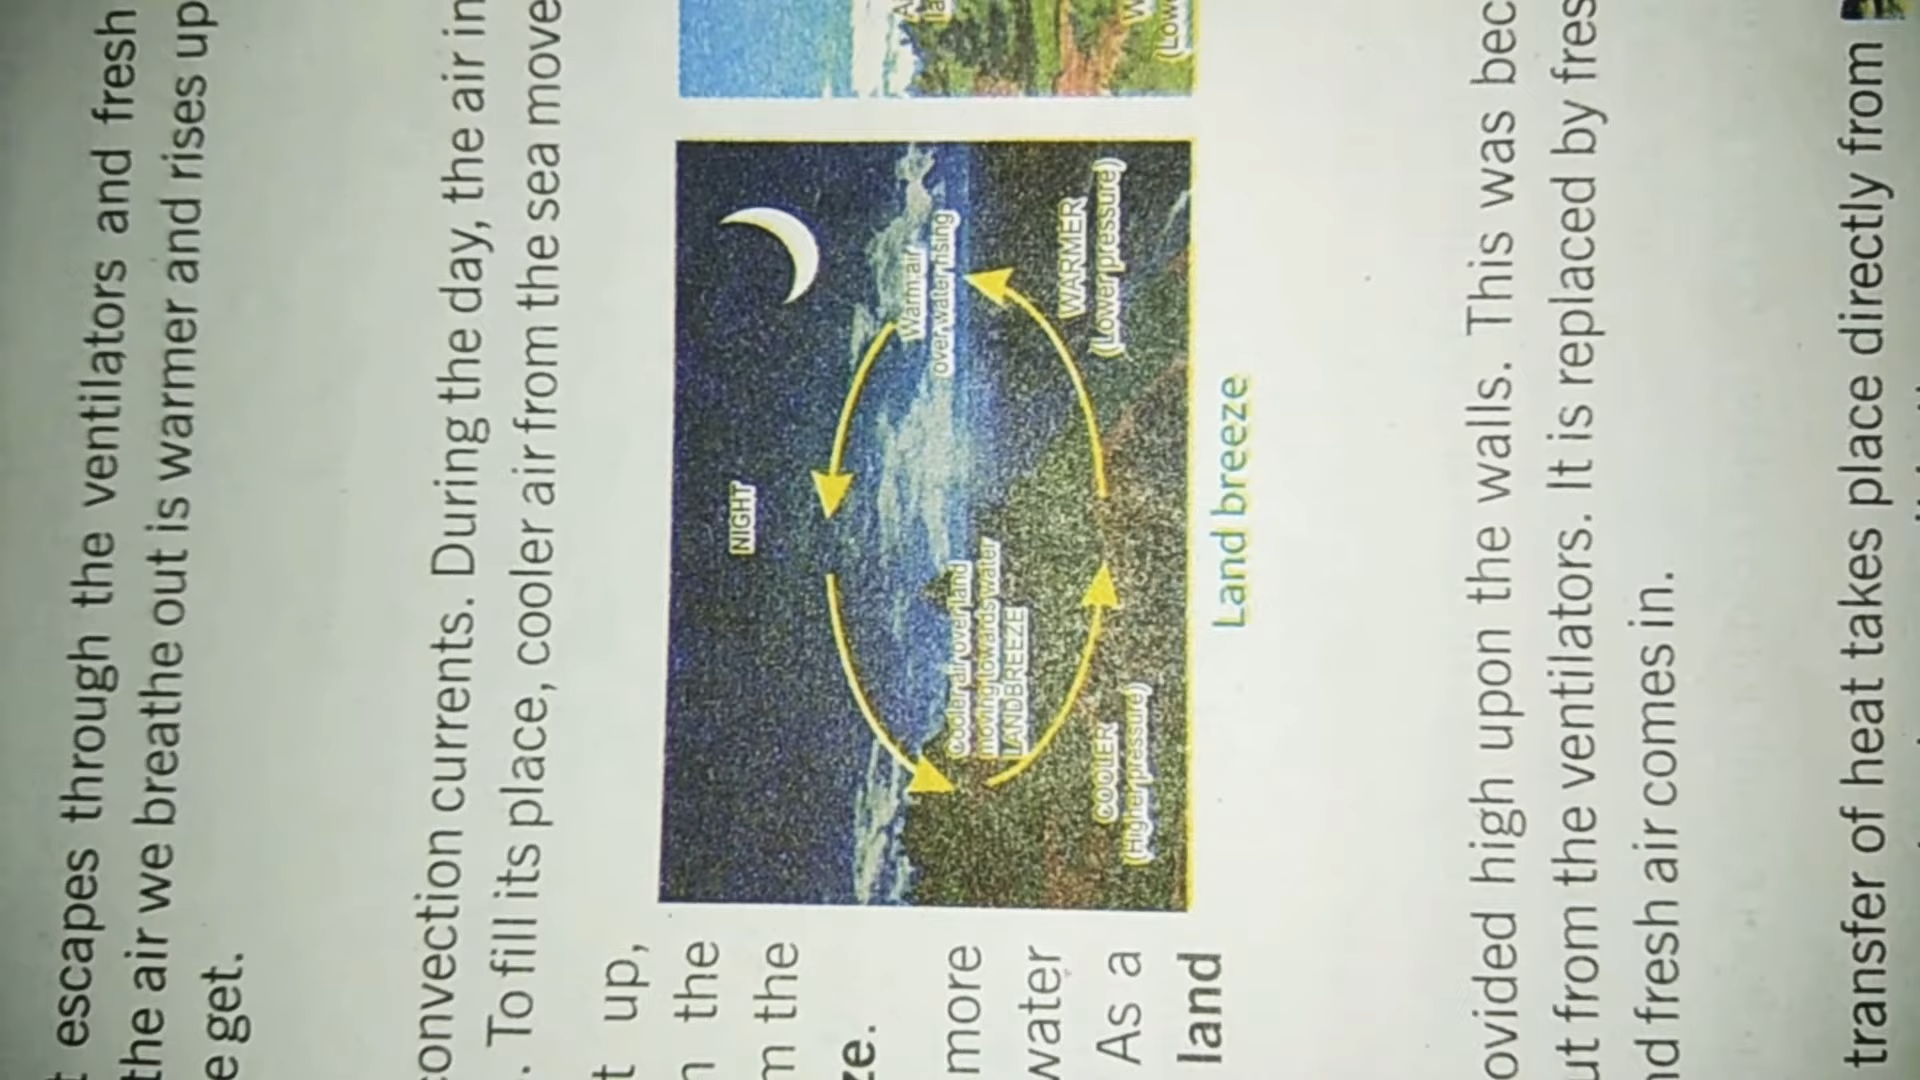 escapes through the ventilators and fresh
the air we breathe out is warmer and rises up
e get.
convection currents. During the day, the air in
. To fill its place, cooler air from the sea move
t up,
n the
m the
ze.
more
water
As a
land
NIGHT
Warm air
over water rising
Cooler air over land
moving towards water
LAND BREEZE
WARMER
(Lower pressure)
COOLER
(Higher pressure)
Land breeze
ovided high upon the walls. This was bec
ut from the ventilators. It is replaced by fres
nd fresh air comes in.
transfer of heat takes place directly from